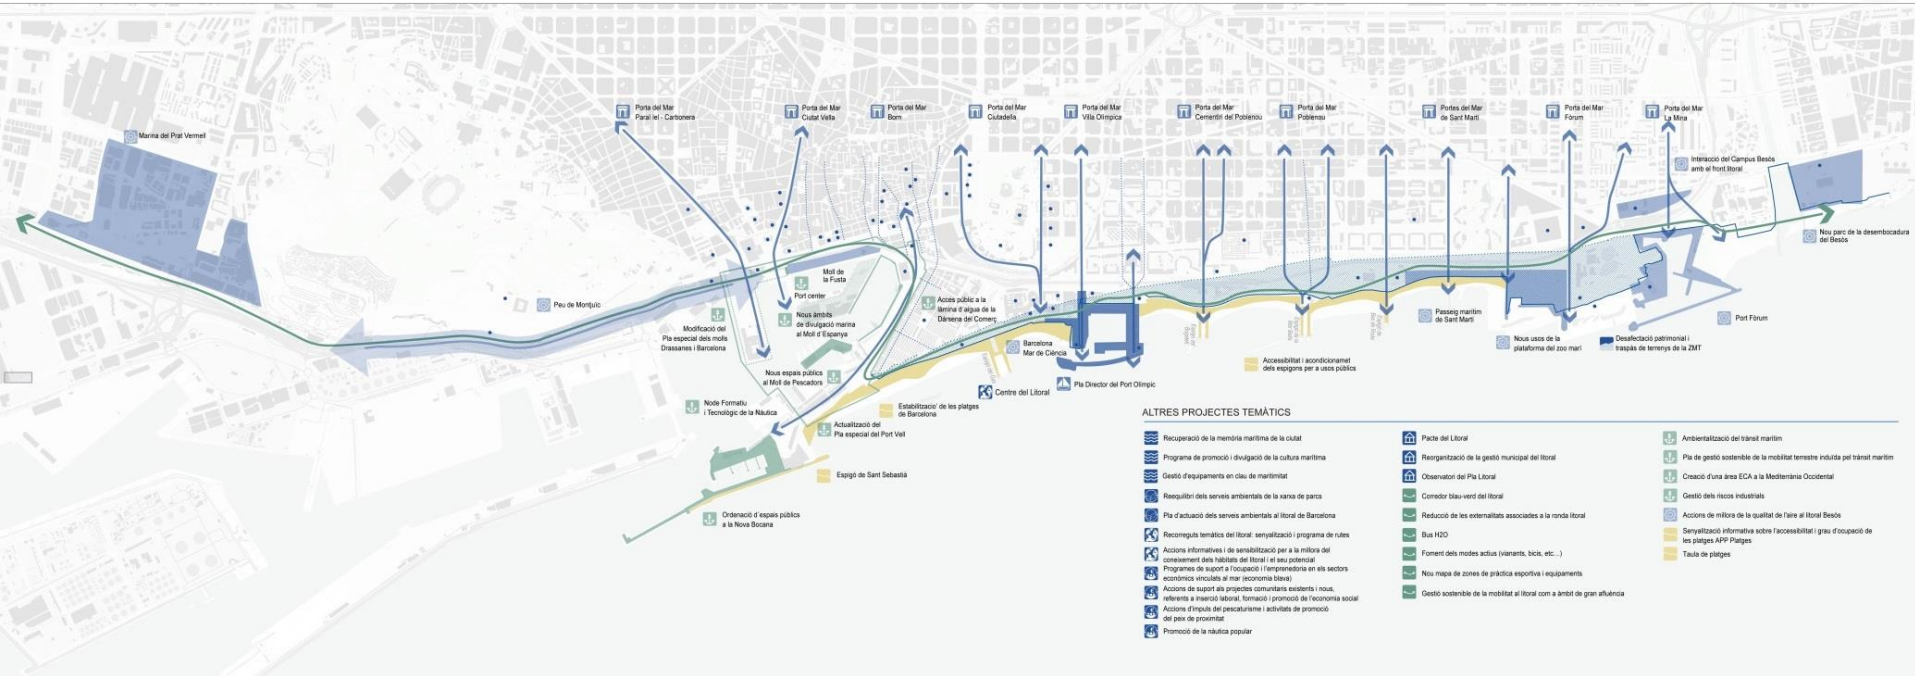 Porta del Mar
Paral·lel - Carbonera
Porta del Mar
Ciutat Vella
Porta del Mar
Born
Porta del Mar
Ciutadella
Porta del Mar
Villa Olímpica
Porta del Mar
Cementiri del Poblenou
Porta del Mar
Poblenou
Portes del Mar
de Sant Martí
Porta del Mar
Fòrum
Porta del Mar
La Mina
Marina del Prat Vermell
Interacció del Campus Besòs
amb el front litoral
Nou parc de la desembocadura
del Besòs
Peu de Montjuïc
Moll de
la Fusta
Port center
Nous àmbits
de divulgació marina
al Moll d'Espanya
Accés públic a la
làmina d'aigua de la
Dàrsena del Comerç
Modificació del
Pla especial dels molls
Drassanes i Barcelona
Nous espais públics
al Moll de Pescadors
Barcelona
Mar de Ciència
Passeig marítim
de Sant Martí
Port Fòrum
Nous usos de la
plataforma del zoo marí
Desafectació patrimonial i
traspàs de terrenys de la ZMT
Accessibilitat i acondicionamet
dels espigons per a usos públics
Pla Director del Port Olímpic
Centre del Litoral
Node Formatiu
i Tecnològic de la Nàutica
Estabilització de les platges
de Barcelona
Actualització del
Pla especial del Port Vell
Espigó de Sant Sebastià
Ordenació d'espais públics
a la Nova Bocana
ALTRES PROJECTES TEMÀTICS
Recuperació de la memòria marítima de la ciutat
Programa de promoció i divulgació de la cultura marítima
Gestió d'equipaments en clau de maritimitat
Reequilibri dels serveis ambientals de la xarxa de parcs
Pla d'actuació dels serveis ambientals al litoral de Barcelona
Recorreguts temàtics del litoral: senyalització i programa de rutes
Accions informatives i de sensibilització per a la millora del
coneixement dels hàbitats del litoral i el seu potencial
Programes de suport a l'ocupació i l'emprenedoria en els sectors
econòmics vinculats al mar (economia blava)
Accions de suport als projectes comunitaris existents i nous,
referents a inserció laboral, formació i promoció de l'economia social
Accions d'impuls del pescaturisme i activitats de promoció
del peix de proximitat
Promoció de la nàutica popular
Pacte del Litoral
Reorganització de la gestió municipal del litoral
Observatori del Pla Litoral
Corredor blau-verd del litoral
Reducció de les externalitats associades a la ronda litoral
Bus H2O
Foment dels modes actius (vianants, bicis, etc...)
Nou mapa de zones de pràctica esportiva i equipaments
Gestió sostenible de la mobilitat al litoral com a àmbit de gran afluència
Ambientalització del trànsit marítim
Pla de gestió sostenible de la mobilitat terrestre induïda pel trànsit marítim
Creació d'una àrea ECA a la Mediterrània Occidental
Gestió dels riscos industrials
Accions de millora de la qualitat de l'aire al litoral Besòs
Senyalització informativa sobre l'accessibilitat i grau d'ocupació de
les platges APP Platges
Taula de platges